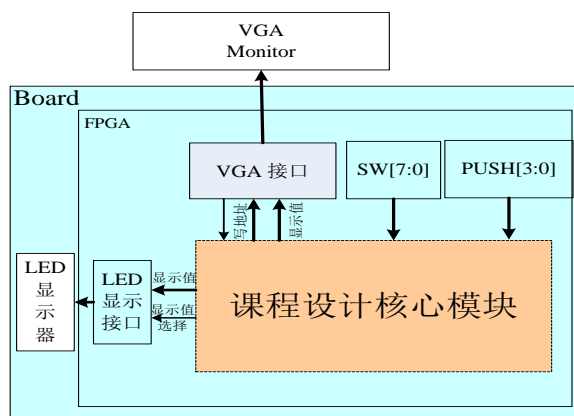 VGA
Monitor
Board
FPGA
VGA 接口
SW[7:0]
PUSH[3:0]
写地址
显示值
LED
显
示
器
LED
显示
接口
显示值
显示值
选择
课程设计核心模块